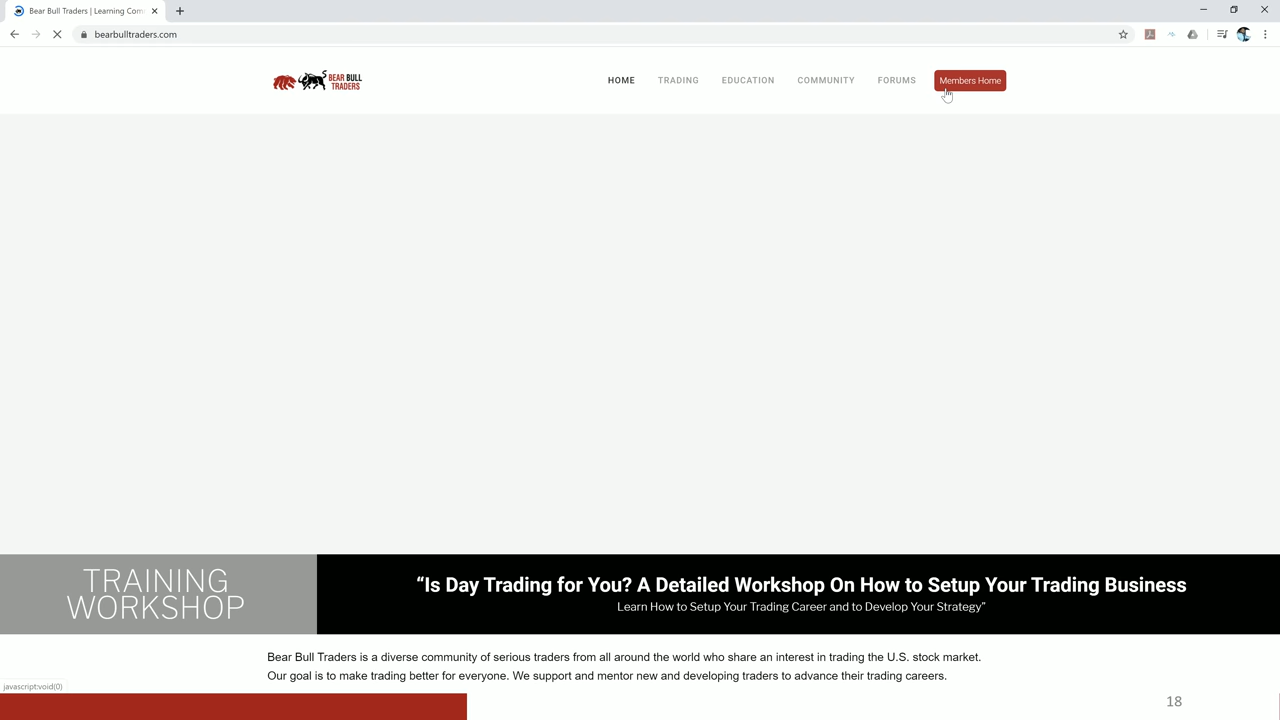 Bear Bull Traders | Learning Com
bearbulltraders.com
BEAR BULL
TRADERS
HOME
TRADING
EDUCATION
COMMUNITY
FORUMS
Members Home
TRAINING
WORKSHOP
“Is Day Trading for You? A Detailed Workshop On How to Setup Your Trading Business
Learn How to Setup Your Trading Career and to Develop Your Strategy”
Bear Bull Traders is a diverse community of serious traders from all around the world who share an interest in trading the U.S. stock market.
Our goal is to make trading better for everyone. We support and mentor new and developing traders to advance their trading careers.
javascript:void(0)
18